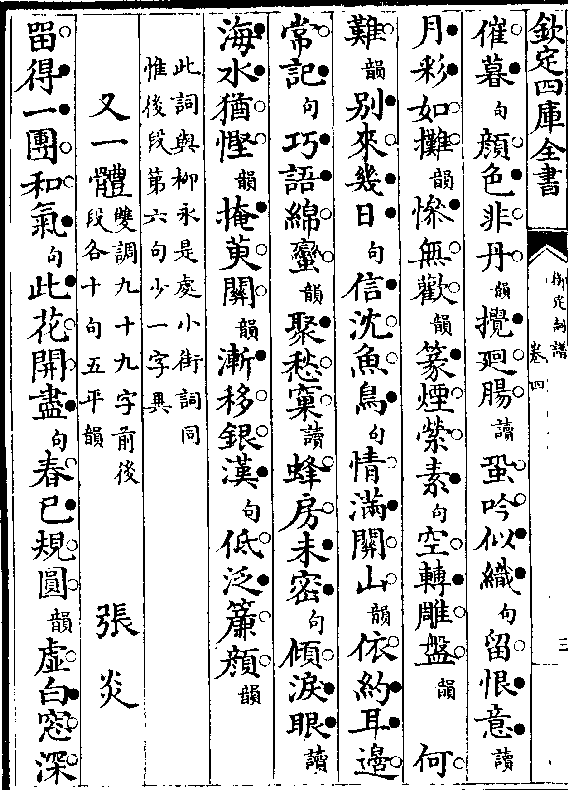 欽定四庫全書
御定詞譜
卷四
三
催暮句顔色非丹韻攪廻腸讀蛩吟似織句留恨意讀
月彩如攤韻慘無歡韻篆煙縈素句空轉雕盤韻 何
難韻别來幾日句信沈魚鳥句情滿關山韻依約耳邊
常記句巧語綿蠻韻聚愁窠讀蜂房未密句傾淚眼讀
海水猶慳韻掩蓃關韻漸移銀漢句低泛簾顔韻
此詞與柳永是處小街詞同
惟後段第六句少一字異
又一體雙調九十九字前後
段各十句五平韻 張炎
留得一團和氣句此花開盡句春已規圓韻虚白窓深